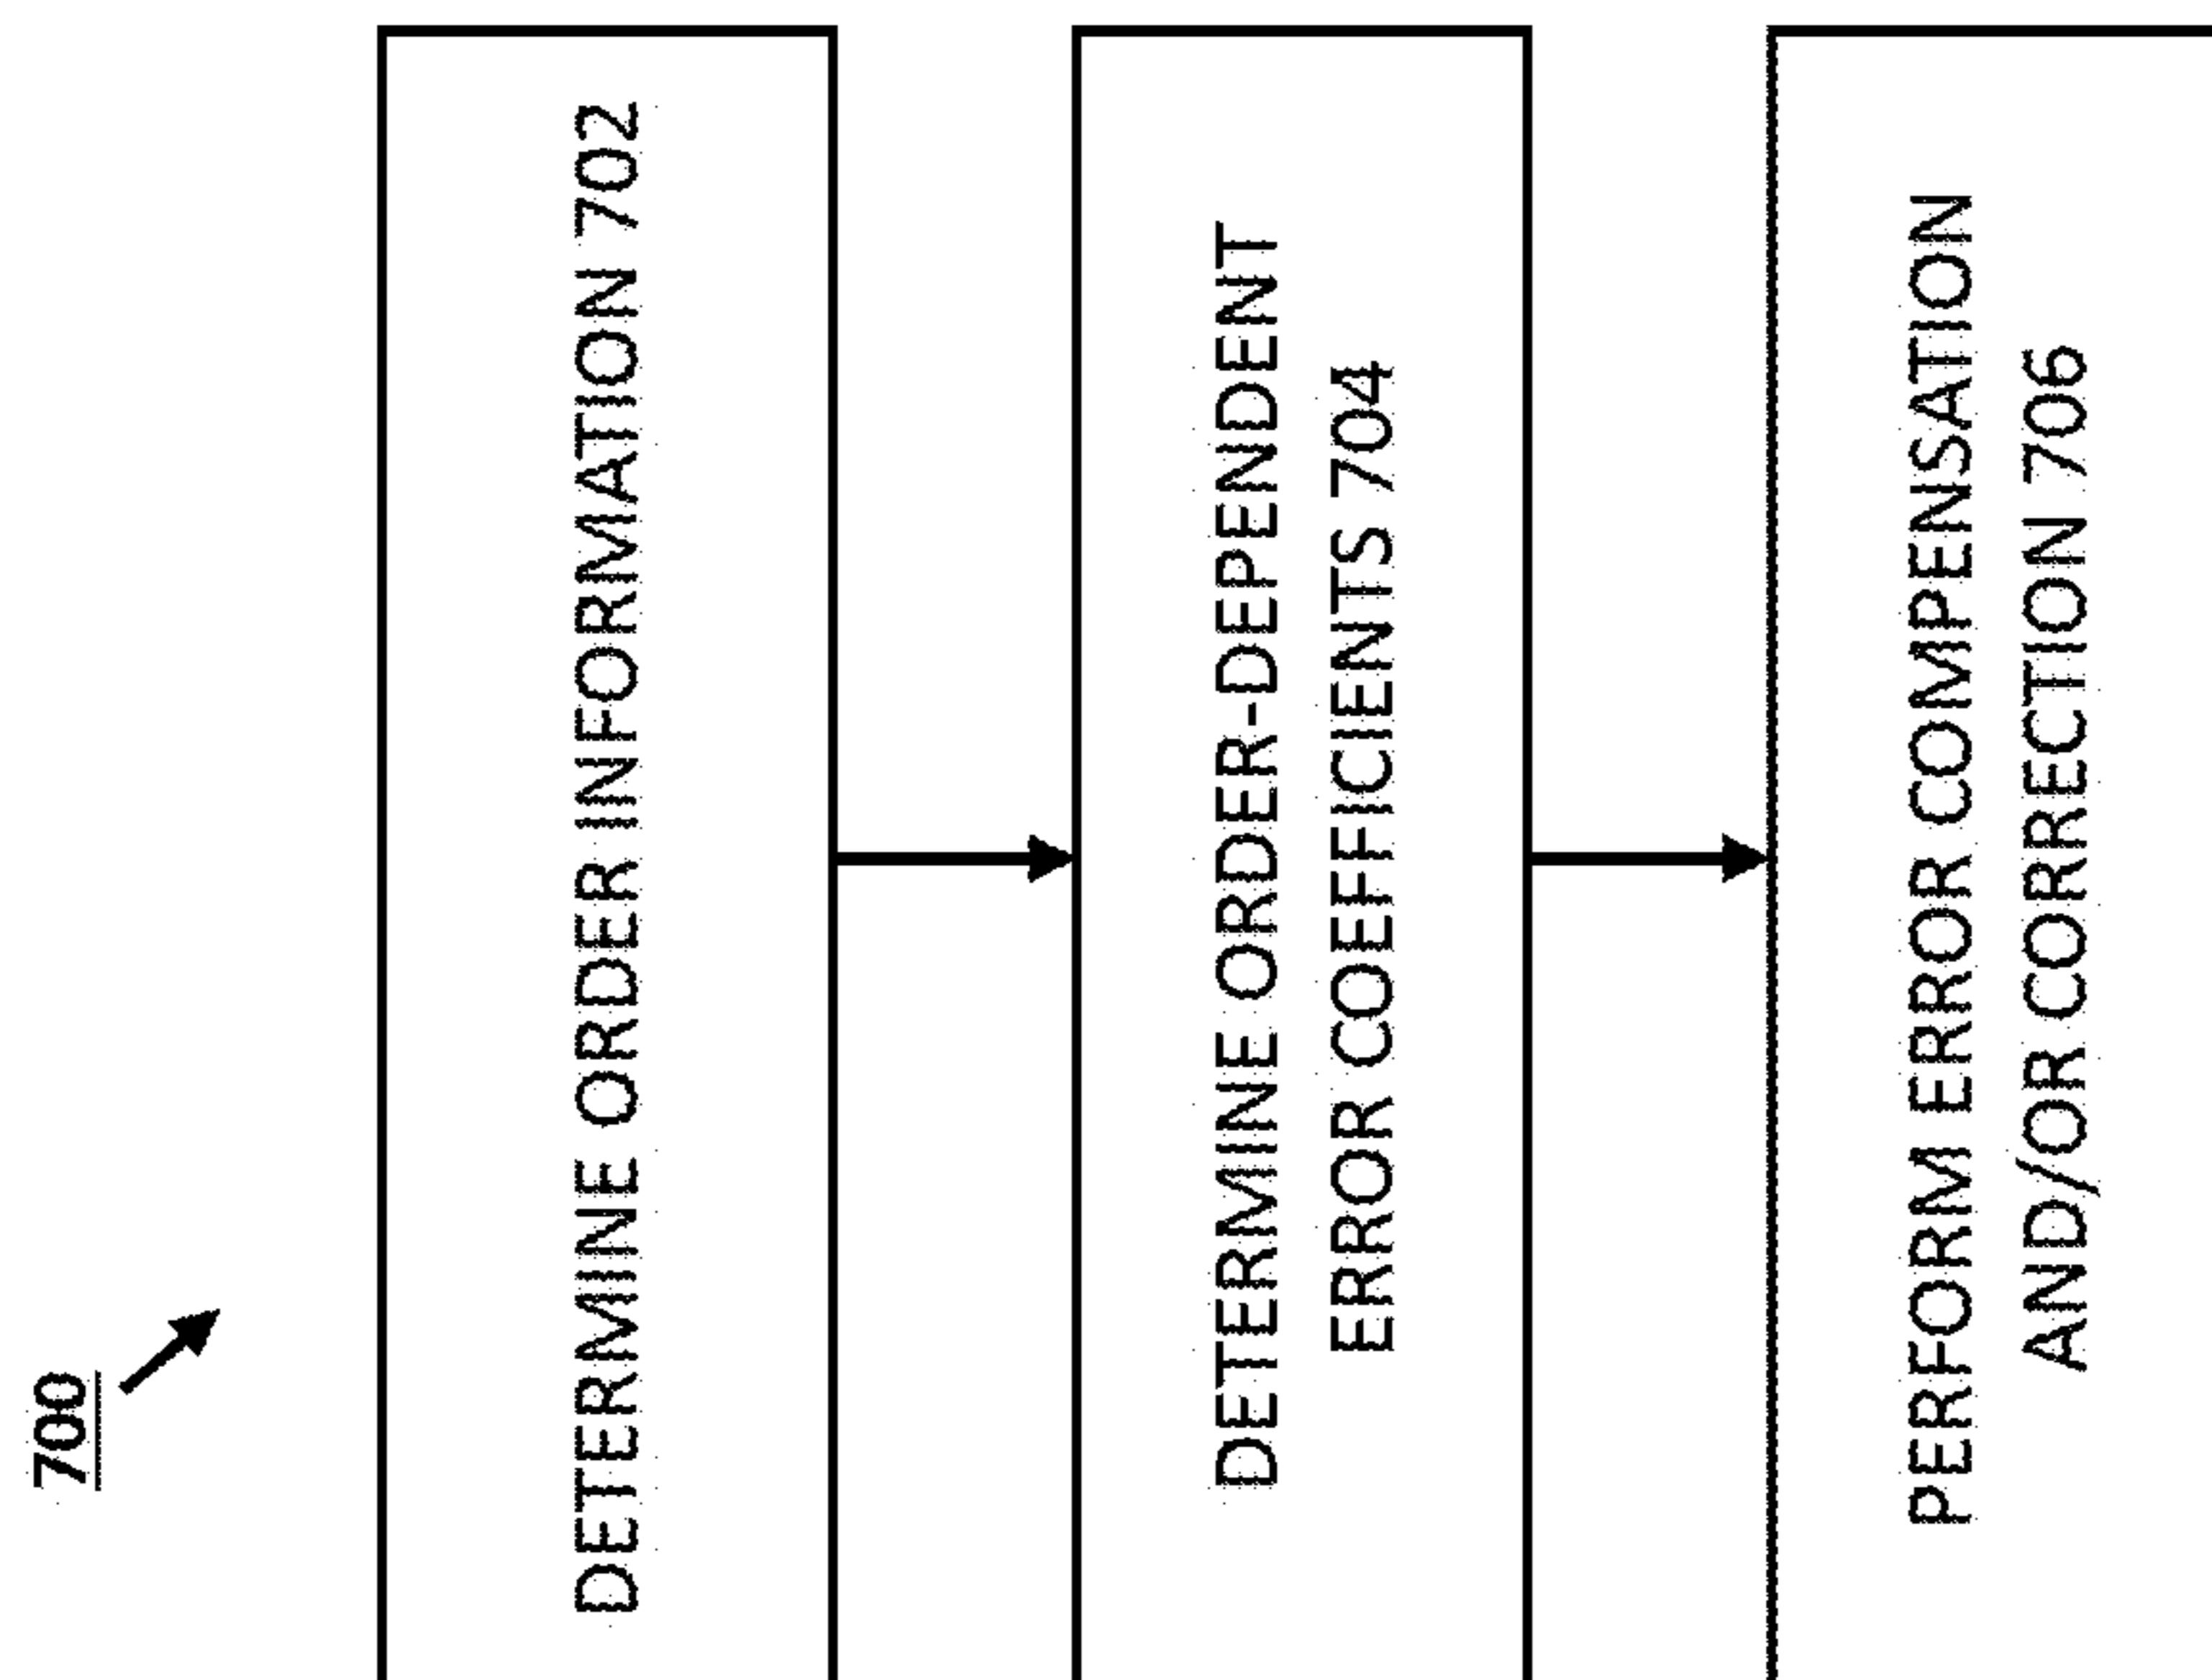 700
DETERMINE ORDER INFORMATION 702
DETERMINE ORDER-DEPENDENT
ERROR COEFFICIENTS 704
PERFORM ERROR COMPENSATION
AND/OR CORRECTION 706